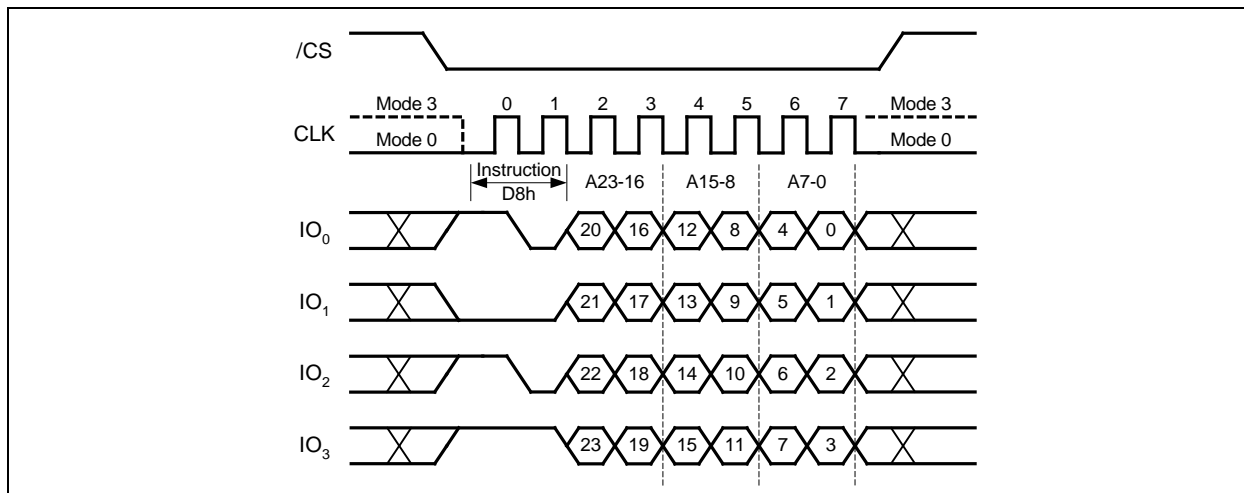 /CS
Mode 3 0 1 2 3 4 5 6 7 Mode 3
CLK
Mode 0 Mode 0
Instruction
D8h
A23-16 A15-8 A7-0
IO0 20 16 12 8 4 0
IO1 21 17 13 9 5 1
IO2 22 18 14 10 6 2
IO3 23 19 15 11 7 3